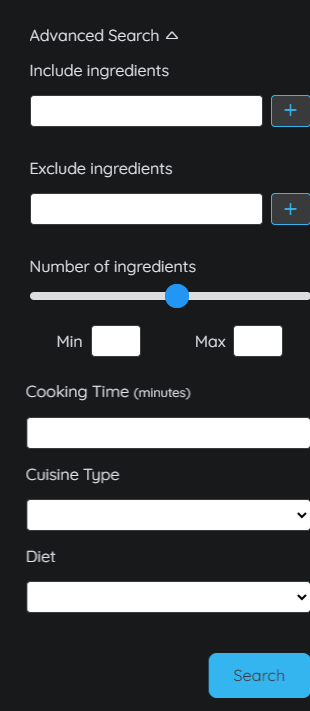 Advanced Search
Include ingredients
+
Exclude ingredients
+
Number of ingredients
Min Max
Cooking Time (minutes)
Cuisine Type
Diet
Search